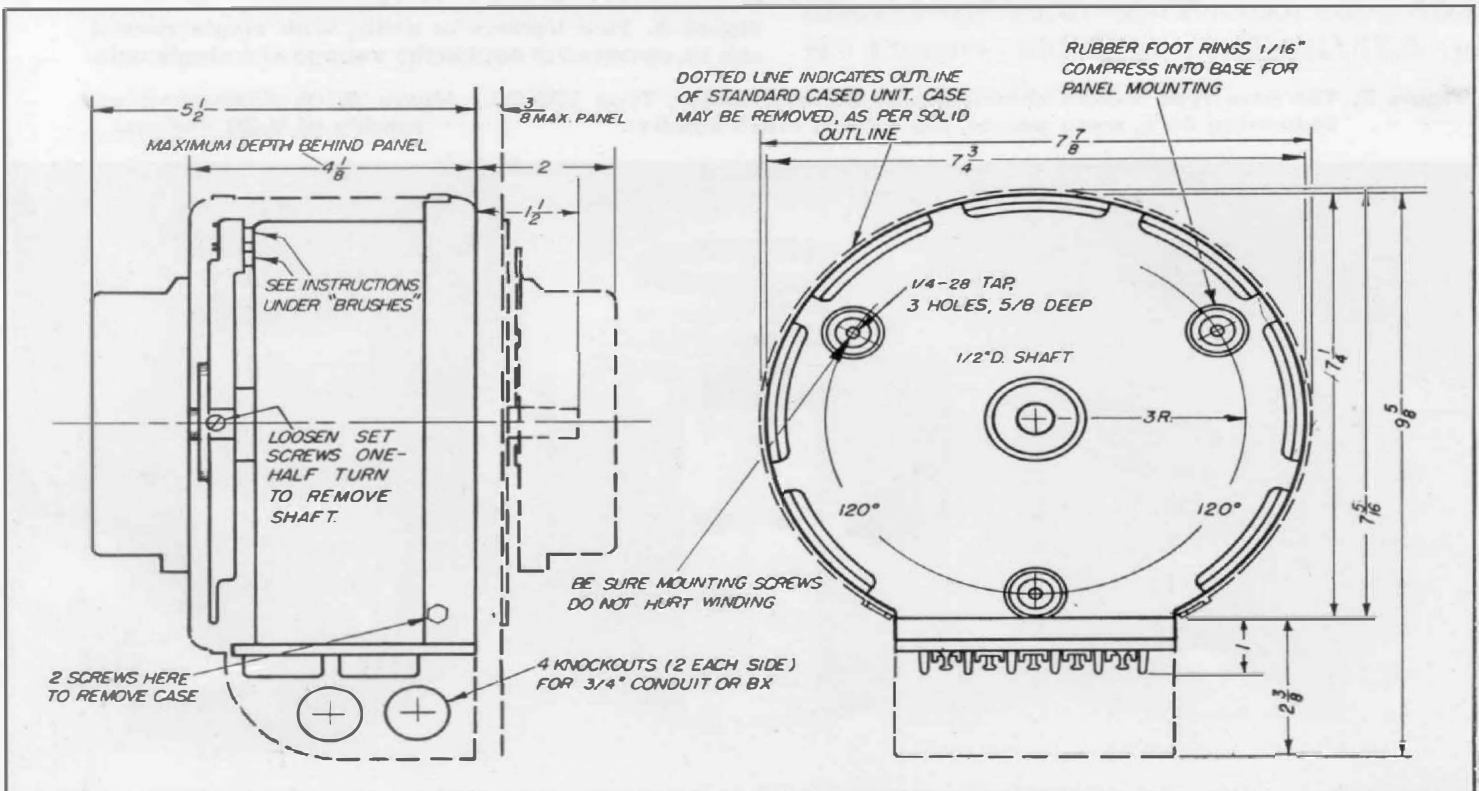 5 1/2
3/8 MAX. PANEL
MAXIMUM DEPTH BEHIND PANEL
4 1/8
2
1 1/2
SEE INSTRUCTIONS
UNDER "BRUSHES"
LOOSEN SET
SCREWS ONE-
HALF TURN
TO REMOVE
SHAFT.
2 SCREWS HERE
TO REMOVE CASE
4 KNOCKOUTS (2 EACH SIDE)
FOR 3/4" CONDUIT OR BX
BE SURE MOUNTING SCREWS
DO NOT HURT WINDING
DOTTED LINE INDICATES OUTLINE
OF STANDARD CASED UNIT. CASE
MAY BE REMOVED, AS PER SOLID
OUTLINE
RUBBER FOOT RINGS 1/16"
COMPRESS INTO BASE FOR
PANEL MOUNTING
7 7/8
7 3/4
1/4-28 TAP,
3 HOLES, 5/8 DEEP
1/2" D. SHAFT
3 R.
120°
120°
7 1/4
7 5/16
9 5/8
1
2 3/8